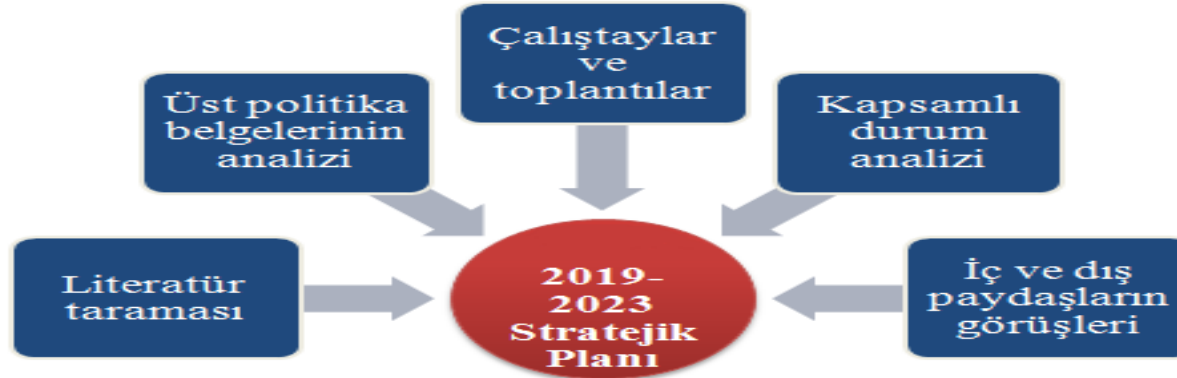 Çalıştaylar
ve
toplantılar
Üst politika
belgelerinin
analizi
Kapsamlı
durum
analizi
Literatür
taraması
2019-
2023
Stratejik
Planı
İç ve dış
paydaşların
görüşleri